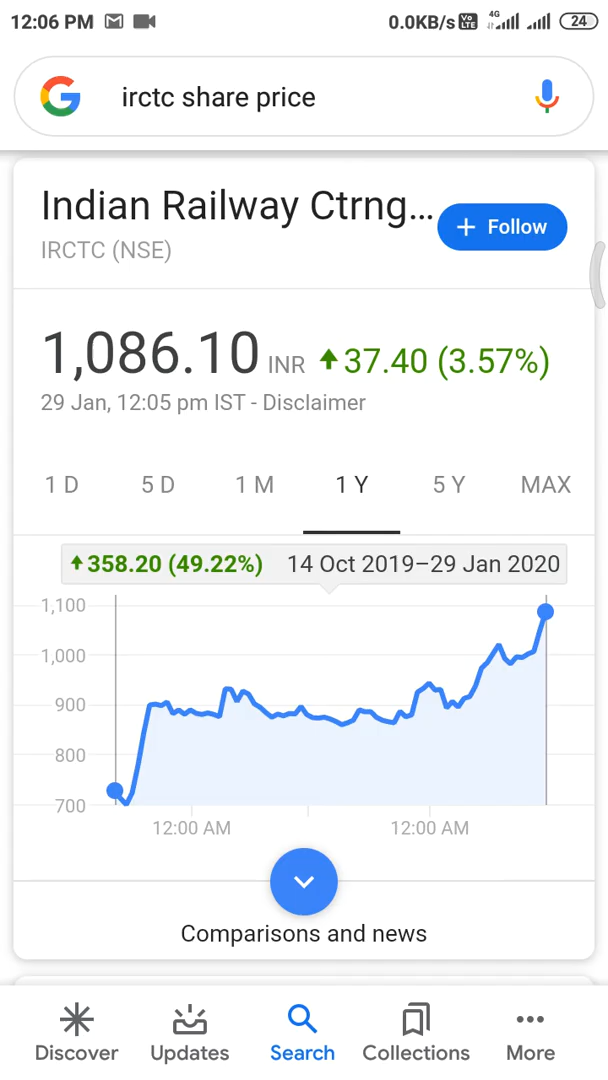 12:06 PM 0.0KB/s Vo LTE 4G 24
irctc share price
Indian Railway Ctrng...
+ Follow
IRCTC (NSE)
1,086.10 INR ↑37.40 (3.57%)
29 Jan, 12:05 pm IST - Disclaimer
1 D 5 D 1 M 1 Y 5 Y MAX
↑358.20 (49.22%) 14 Oct 2019–29 Jan 2020
1,100
1,000
900
800
700
12:00 AM 12:00 AM
Comparisons and news
Discover Updates Search Collections More